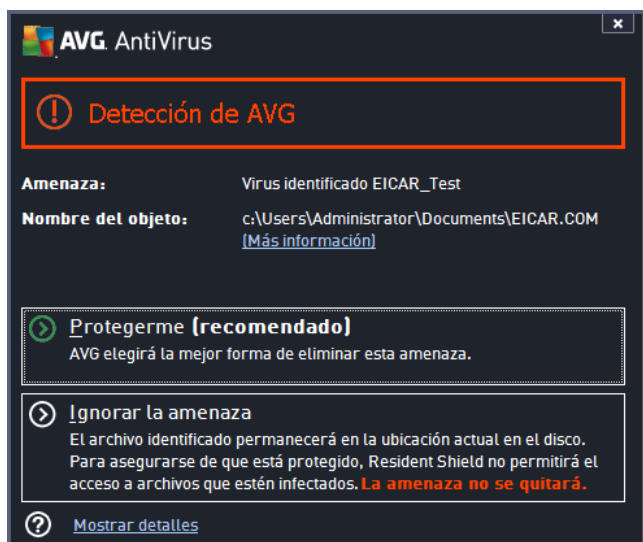 AVG. AntiVirus
Detección de AVG
Amenaza: Virus identificado EICAR_Test
Nombre del objeto: c:\Users\Administrator\Documents\EICAR.COM
(Más información)
Protegerme (recomendado)
AVG elegirá la mejor forma de eliminar esta amenaza.
Ignorar la amenaza
El archivo identificado permanecerá en la ubicación actual en el disco.
Para asegurarse de que está protegido, Resident Shield no permitirá el
acceso a archivos que estén infectados. La amenaza no se quitará.
Mostrar detalles